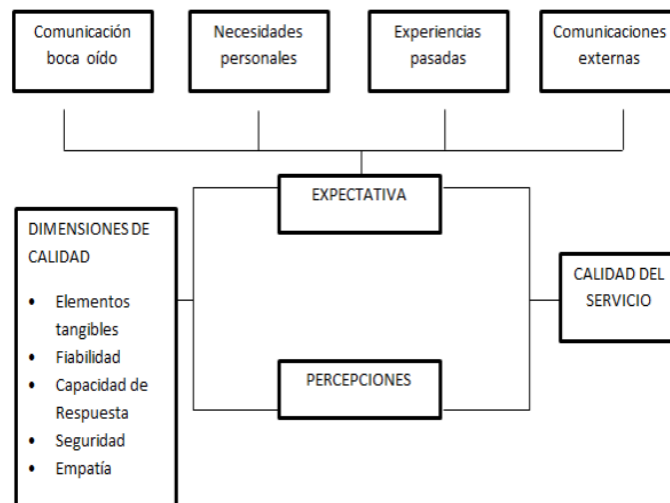 Comunicación
boca oído
Necesidades
personales
Experiencias
pasadas
Comunicaciones
externas
EXPECTATIVA
DIMENSIONES DE
CALIDAD
• Elementos
tangibles
• Fiabilidad
• Capacidad de
Respuesta
• Seguridad
• Empatía
CALIDAD DEL
SERVICIO
PERCEPCIONES